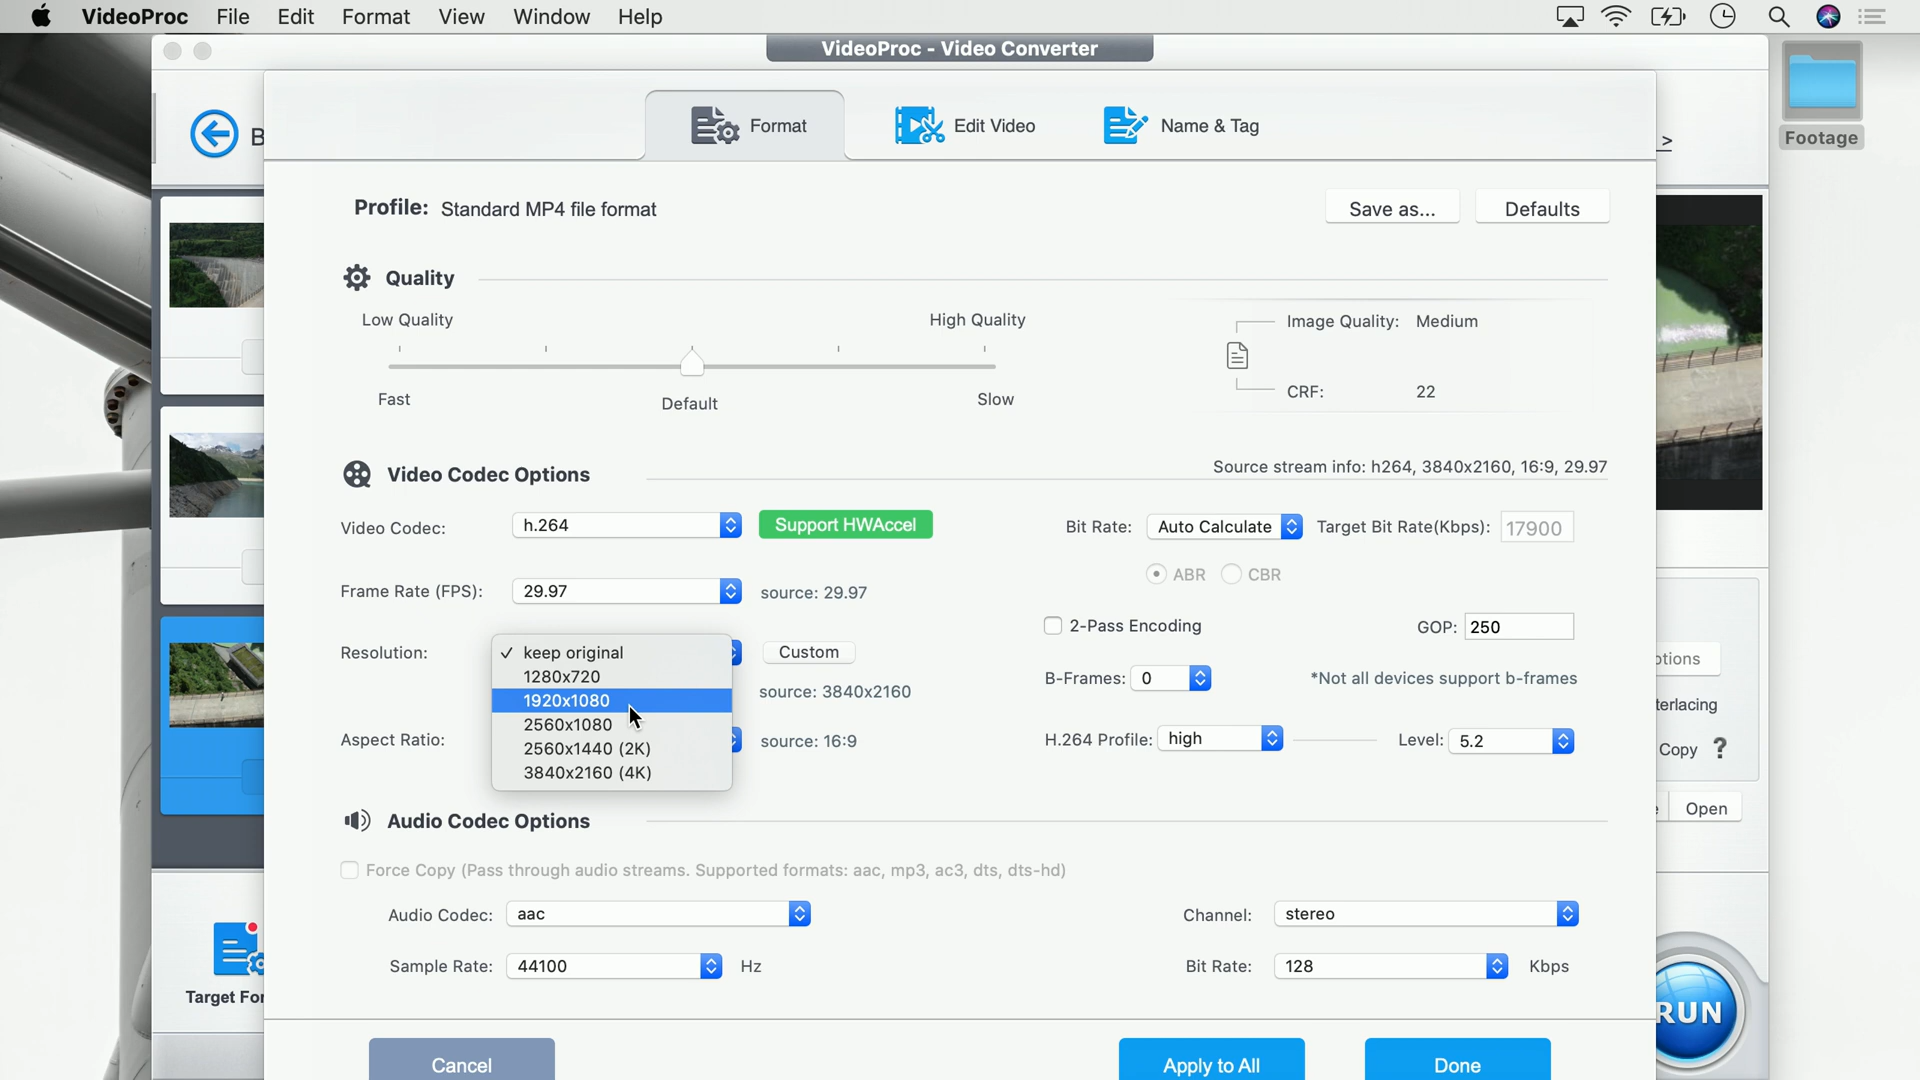 VideoProc File Edit Format View Window Help
VideoProc - Video Converter
Footage
B
Format
Edit Video
Name & Tag
>
Profile: Standard MP4 file format
Save as...
Defaults
Quality
Low Quality
High Quality
Image Quality: Medium
Fast
Default
Slow
CRF: 22
Video Codec Options
Source stream info: h264, 3840x2160, 16:9, 29.97
Video Codec:
h.264
Support HWAccel
Bit Rate:
Auto Calculate
Target Bit Rate(Kbps):
17900
ABR
CBR
Frame Rate (FPS):
29.97
source: 29.97
2-Pass Encoding
GOP:
250
Resolution:
✓ keep original
1280x720
1920x1080
2560x1080
2560x1440 (2K)
3840x2160 (4K)
Custom
source: 3840x2160
B-Frames:
0
*Not all devices support b-frames
ptions
terlacing
Aspect Ratio:
source: 16:9
H.264 Profile:
high
Level:
5.2
Copy ?
Audio Codec Options
e
Open
Force Copy (Pass through audio streams. Supported formats: aac, mp3, ac3, dts, dts-hd)
Audio Codec:
aac
Channel:
stereo
Sample Rate:
44100
Hz
Bit Rate:
128
Kbps
Target For
RUN
Cancel
Apply to All
Done